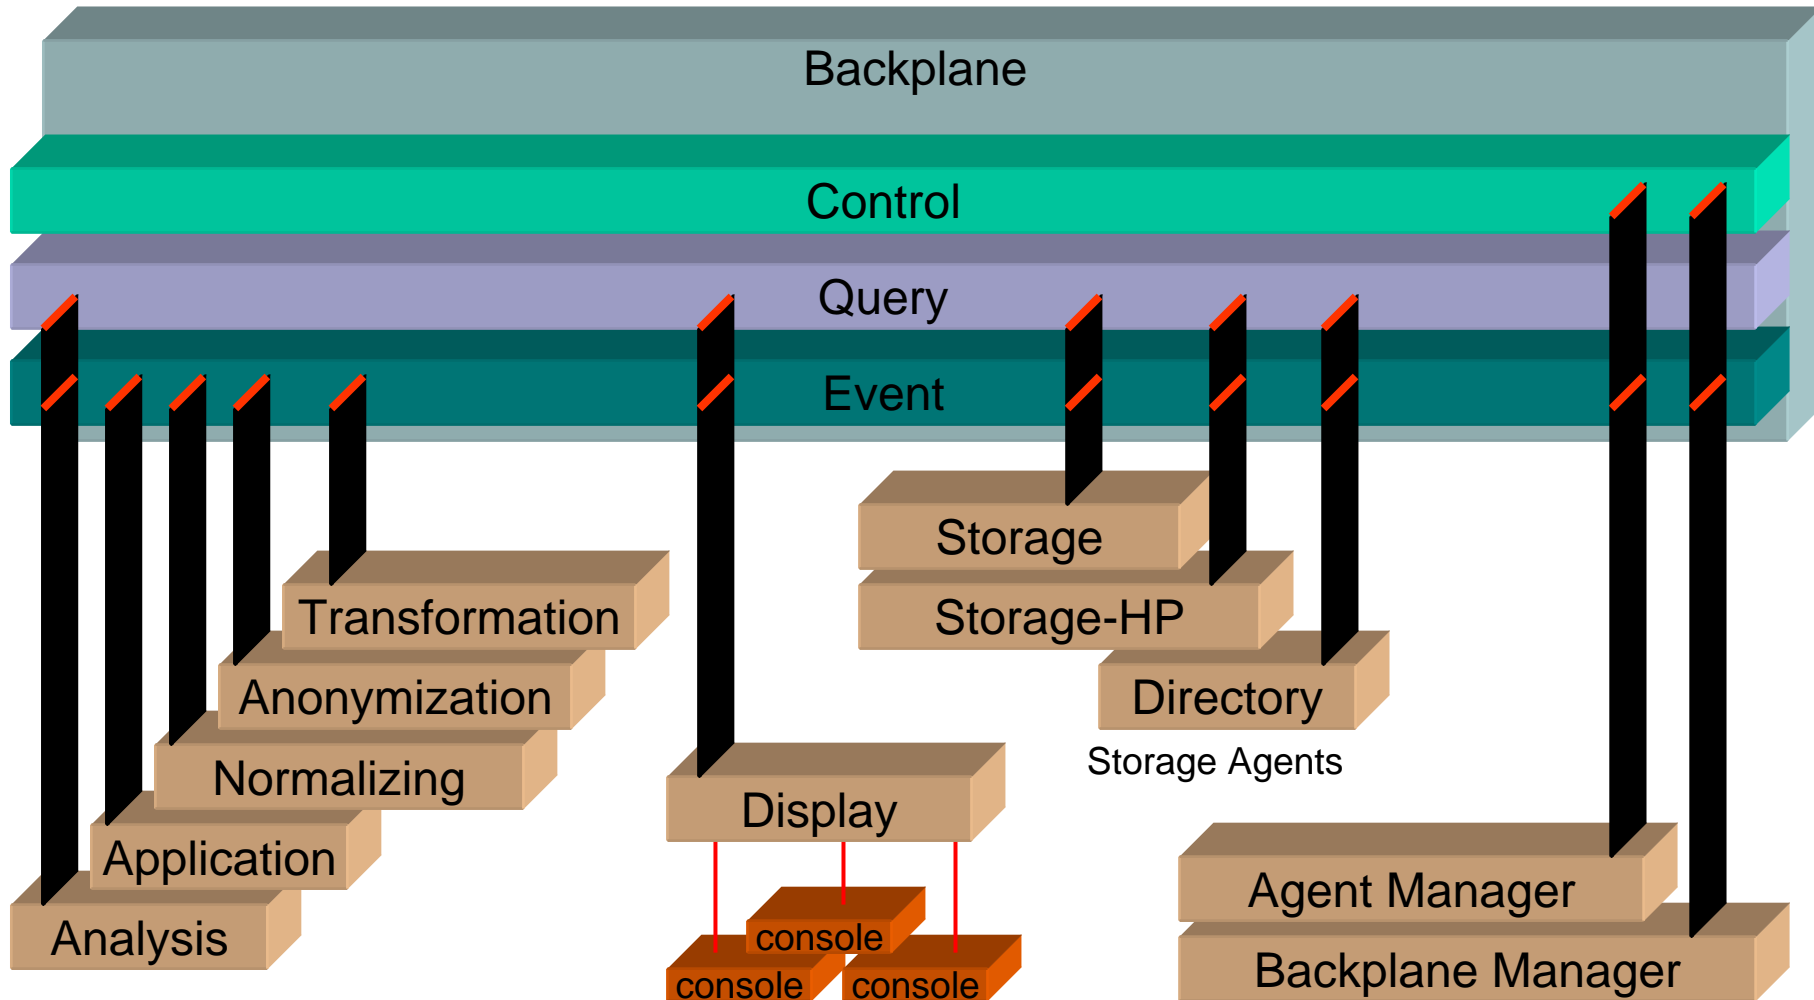 Backplane
Control
Query
Event
Storage
Transformation
Storage-HP
Anonymization
Directory
Normalizing
Storage Agents
Display
Application
Agent Manager
Analysis
console
Backplane Manager
console
console